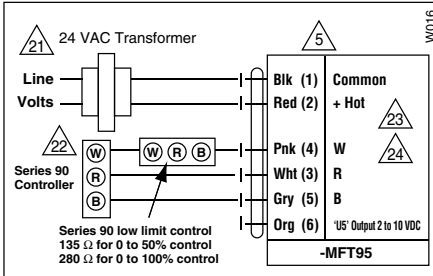 W016
21
24 VAC Transformer
5
Line
Volts
Blk (1) Common
Red (2) + Hot
23
24
22
Series 90
Controller
W
R
B
W R B
Pnk (4) W
Wht (3) R
Gry (5) B
Org (6) 'U5' Output 2 to 10 VDC
Series 90 low limit control
135 Ω for 0 to 50% control
280 Ω for 0 to 100% control
-MFT95